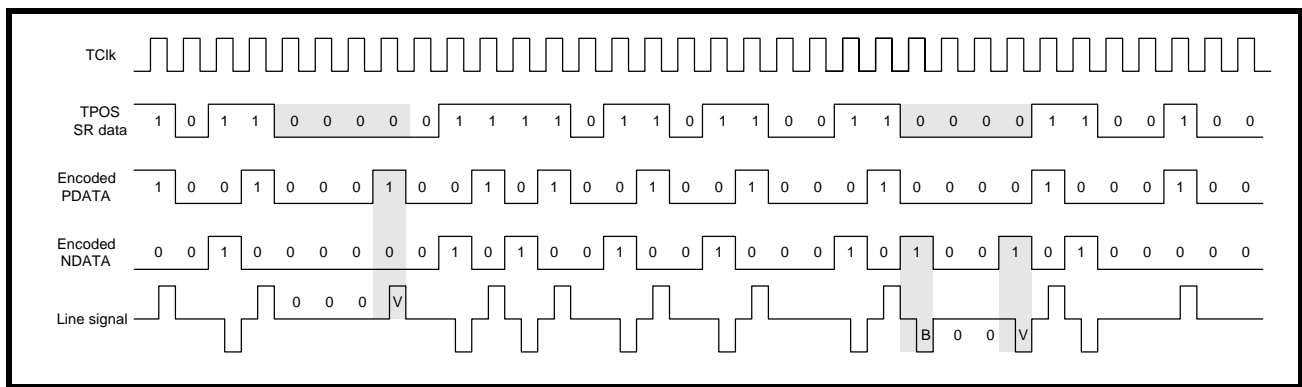 TClk
TPOS
SR data
1 0 1 1 0 0 0 0 0 1 1 1 1 0 1 1 0 1 1 0 0 1 1 0 0 0 0 1 1 0 0 1 0 0
Encoded
PDATA
1 0 0 1 0 0 0 1 0 0 1 0 1 0 0 1 0 0 1 0 0 0 1 0 0 0 0 1 0 0 0 1 0 0
Encoded
NDATA
0 0 1 0 0 0 0 0 0 1 0 1 0 0 1 0 0 1 0 0 0 1 0 1 0 0 1 0 1 0 0 0 0 0
Line signal
0 0 0 V
B 0 0 V